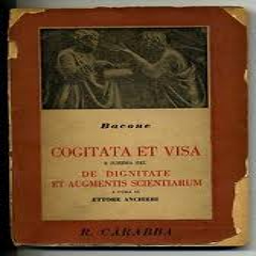 Bacone
COGITATA ET VISA
E SCHEMA DEL
DE DIGNITATE
ET AUGMENTIS SCIENTIARUM
A CURA DI
ETTORE ANCHIERI
R. CARABBA